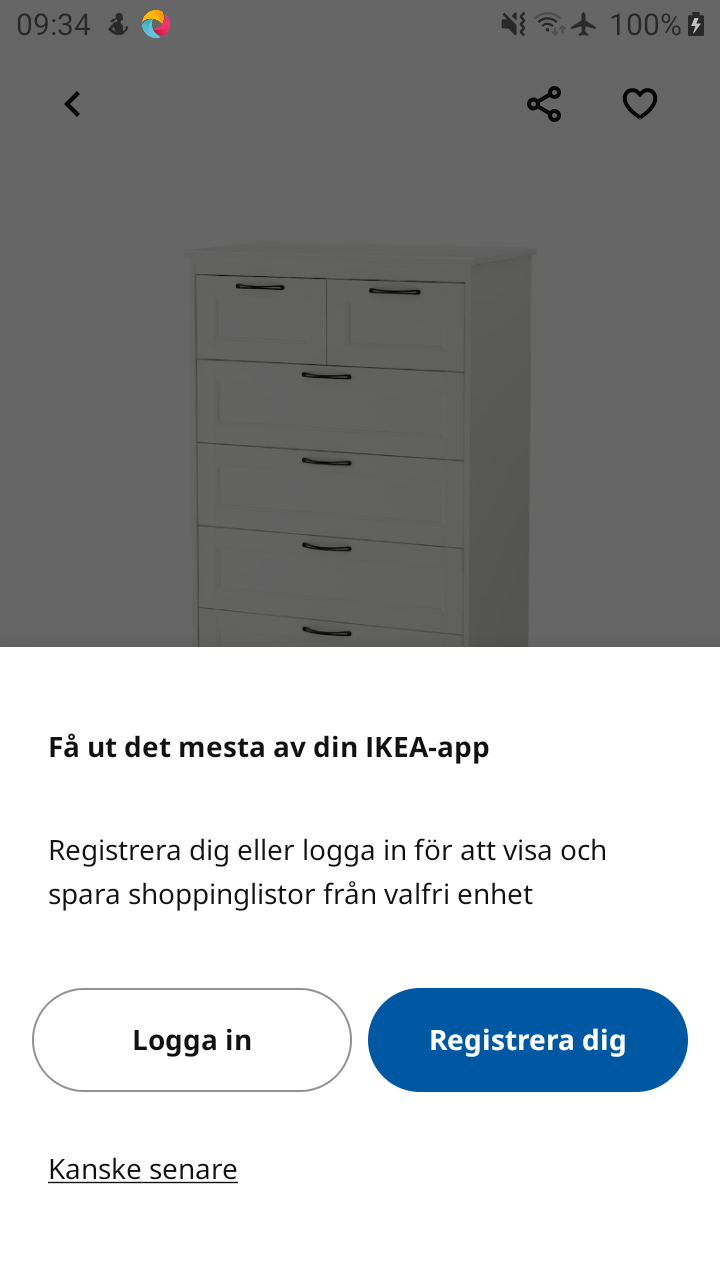 09:34
100%
Få ut det mesta av din IKEA-app
Registrera dig eller logga in för att visa och
spara shoppinglistor från valfri enhet
Logga in
Registrera dig
Kanske senare